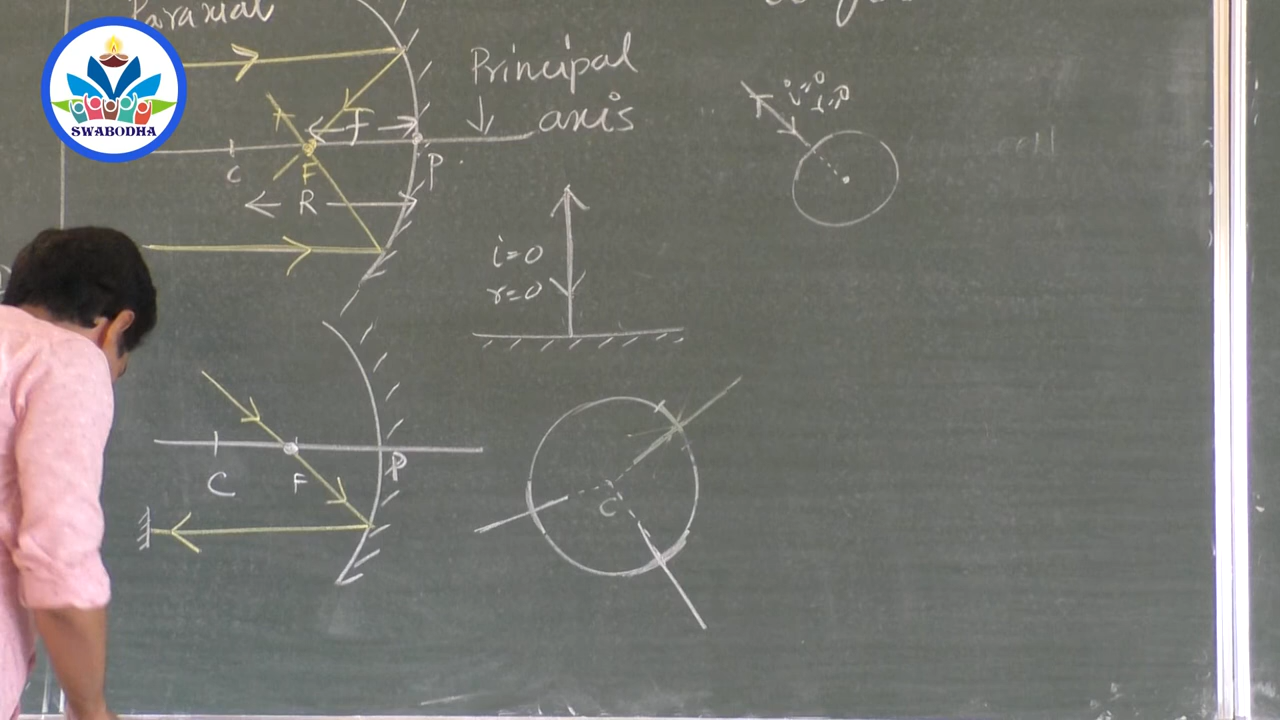 Paraxial
SWABODHA
Principal
axis
f
C
F
P
R
i=0
r=0
i=0
r=0
C
F
P
C